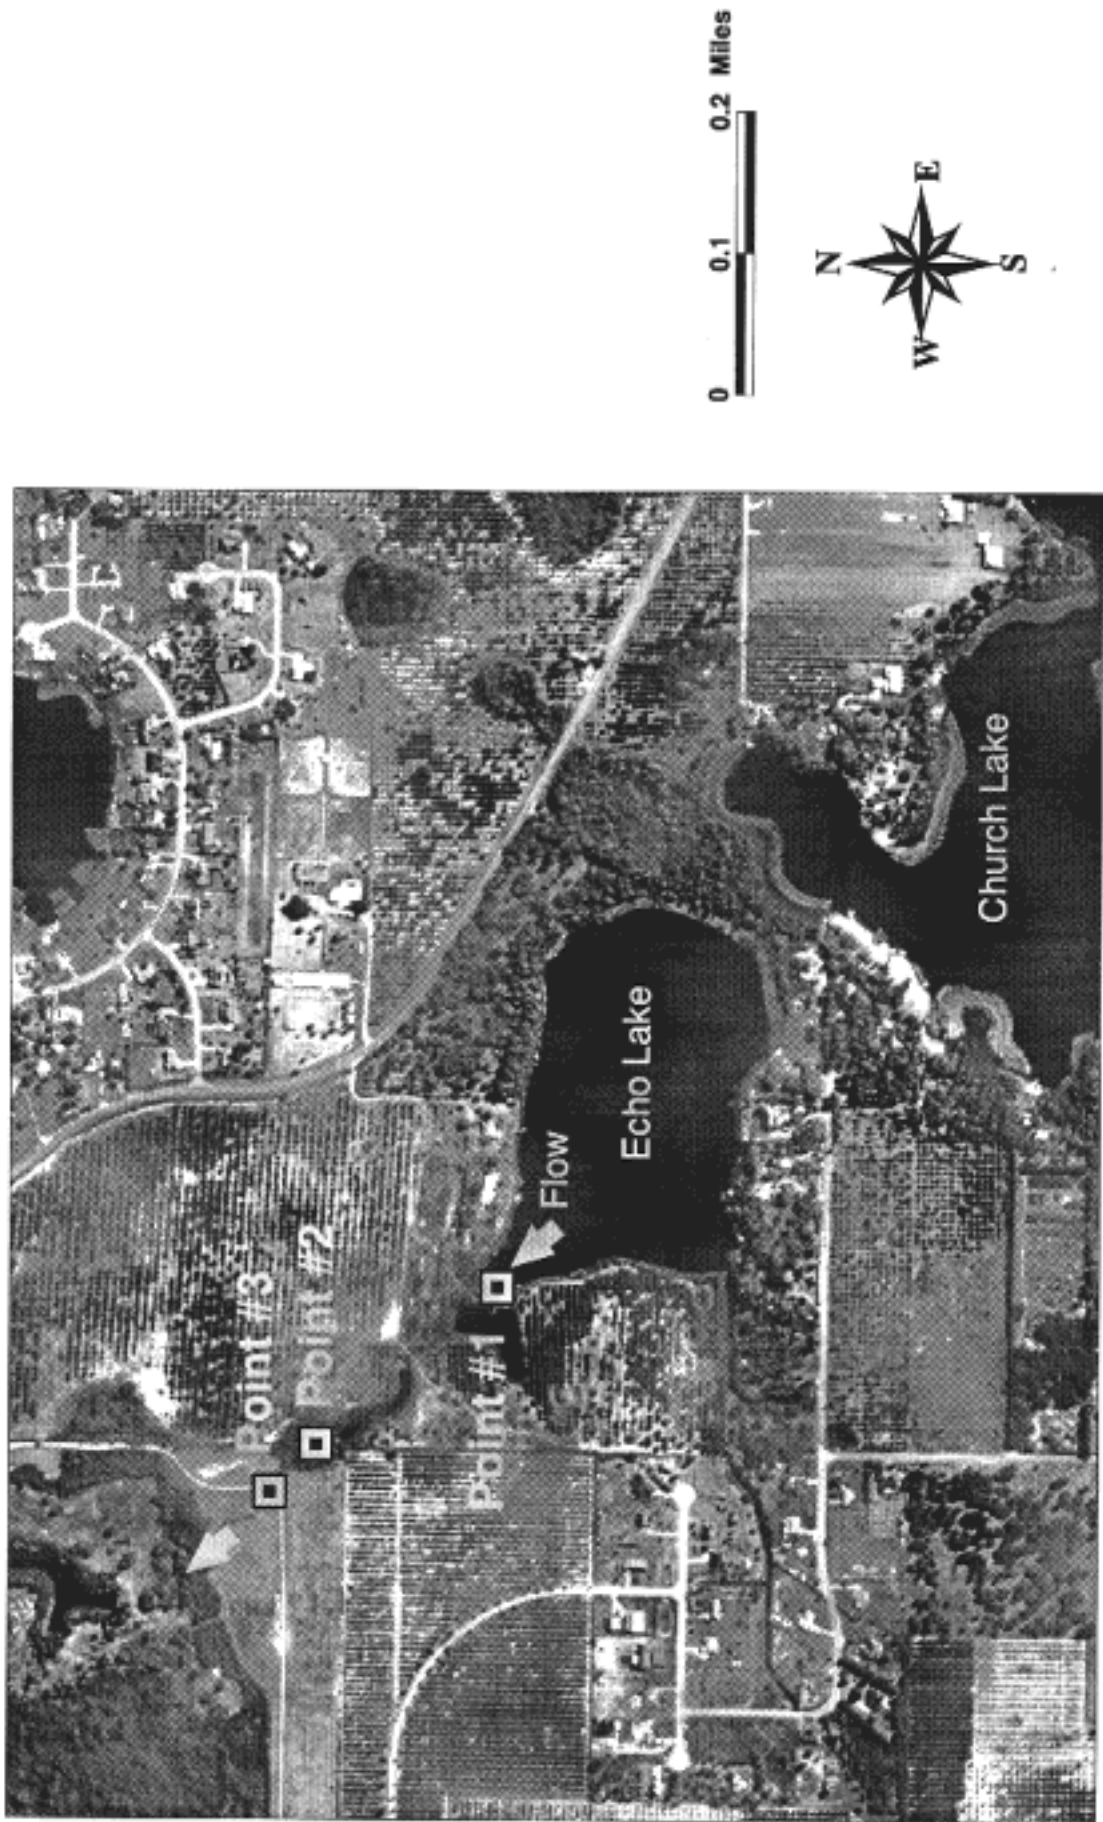 Point #3
Point #2
Point #1
Flow
Echo Lake
Church Lake
0 0.1 0.2 Miles
N
W E
S